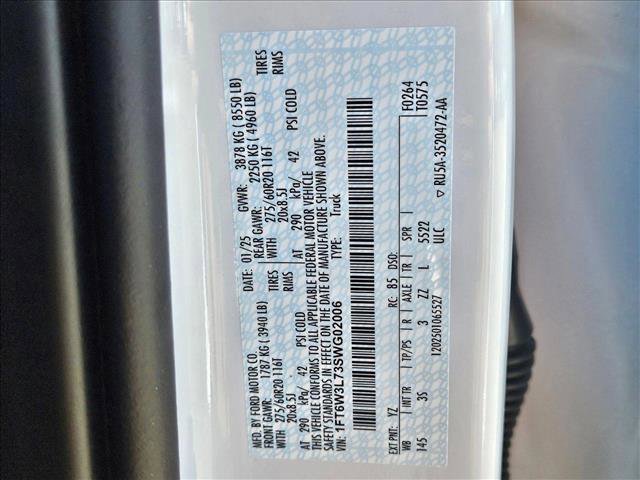 MFD. BY FORD MOTOR CO. DATE: 01/25 GVWR: 3878 KG ( 8550 LB)
FRONT GAWR: 1787 KG (3940 LB) REAR GAWR: 2250 KG ( 4960 LB)
WITH 275/60R20 116T TIRES WITH 275/60R20 116T TIRES
20x8.5J RIMS 20x8.5J RIMS
AT 290 kPa/ 42 PSI COLD AT 290 kPa/ 42 PSI COLD
THIS VEHICLE CONFORMS TO ALL APPLICABLE FEDERAL MOTOR VEHICLE
SAFETY STANDARDS IN EFFECT ON THE DATE OF MANUFACTURE SHOWN ABOVE.
VIN: 1FT6W3L73SWG02006 TYPE: Truck
EXT PNT: YZ RC: 85 DSO: F0264
WB INT TR TP/PS R AXLE TR SPR T0575
145 3S 3 ZZ L 5522
ULC
1202501065527 ▽ RU5A-3520472-AA